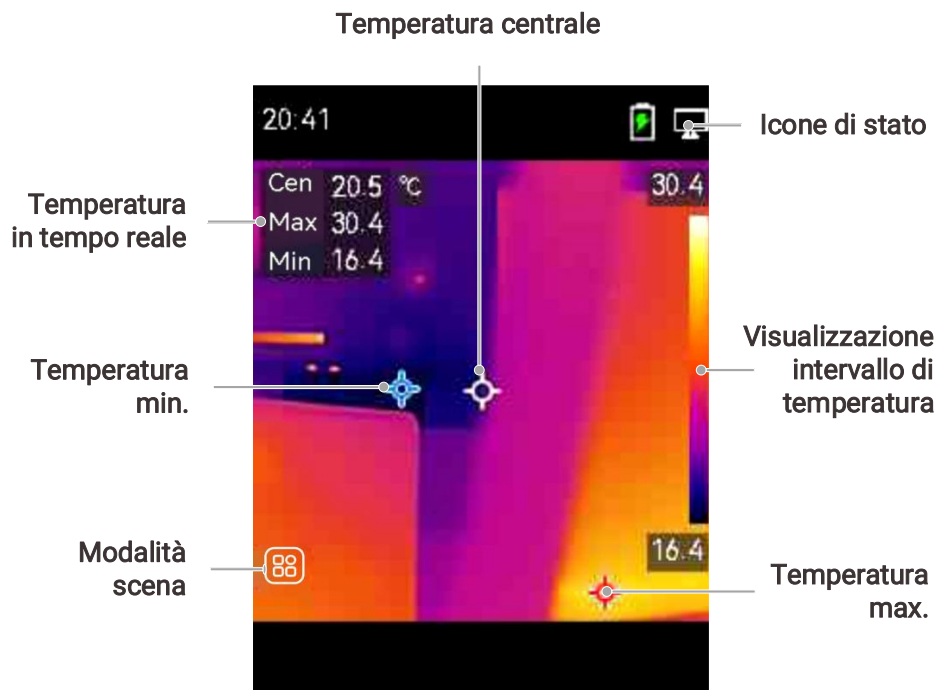 Temperatura centrale
20:41
Icone di stato
Cen 20.5 °C
Max 30.4
Min 16.4
30.4
Temperatura
in tempo reale
Visualizzazione
intervallo di
temperatura
Temperatura
min.
Modalità
scena
16.4
Temperatura
max.